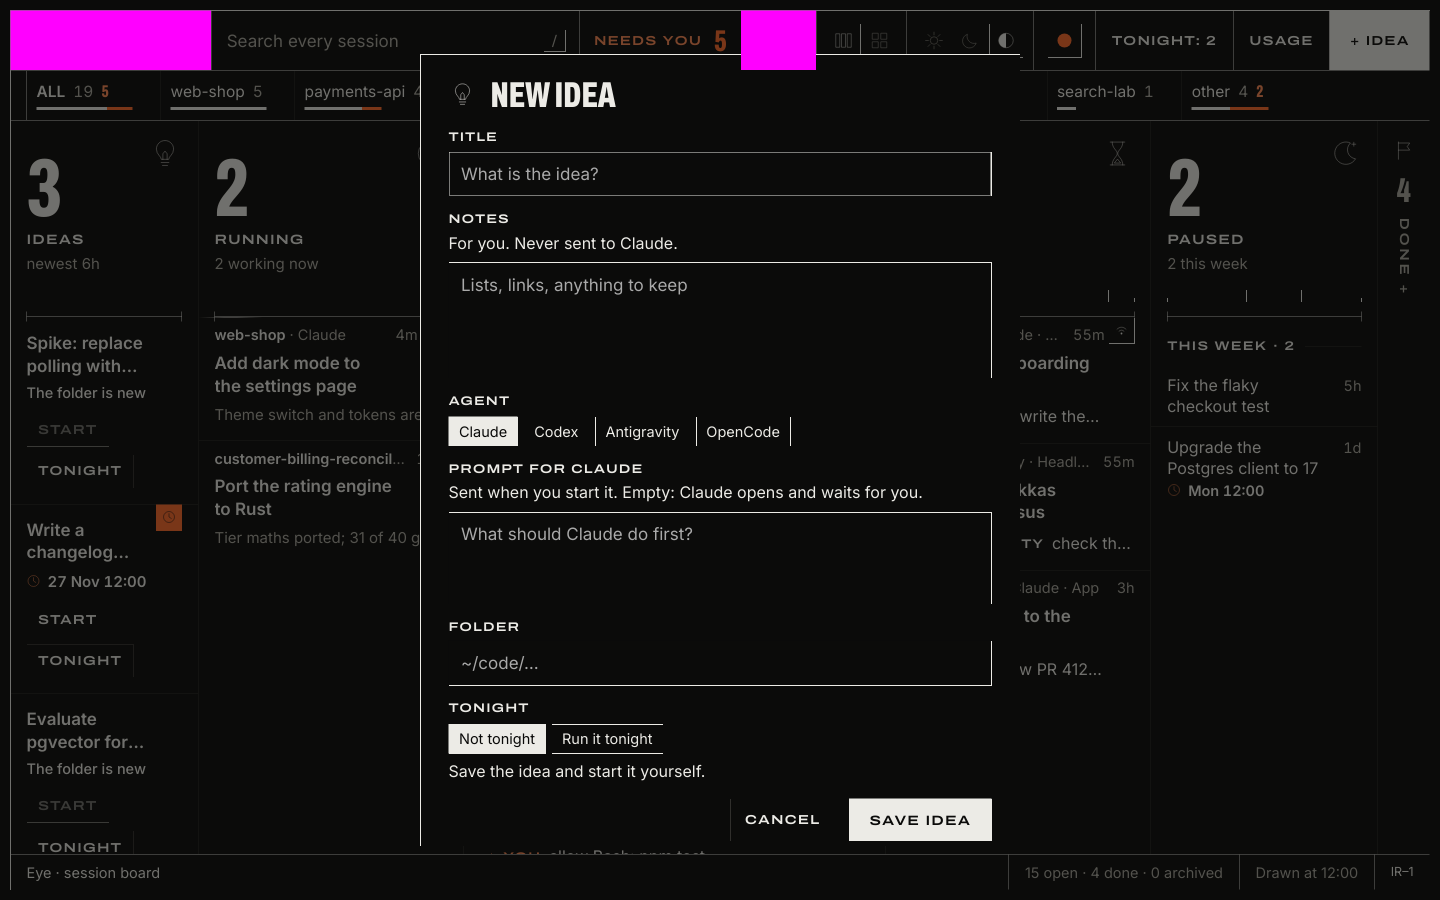 Search every session
/
NEEDS YOU 5
TONIGHT: 2
USAGE
+ IDEA
ALL 19 5
web-shop 5
payments-api 4
search-lab 1
other 4 2
3
IDEAS
newest 6h
Spike: replace
polling with...
The folder is new
START
TONIGHT
Write a
changelog...
27 Nov 12:00
START
TONIGHT
Evaluate
pgvector for...
The folder is new
START
TONIGHT
2
RUNNING
2 working now
web-shop · Claude 4m
Add dark mode to
the settings page
Theme switch and tokens are
customer-billing-reconcil...
Port the rating engine
to Rust
Tier maths ported; 31 of 40 g
NEW IDEA
TITLE
What is the idea?
NOTES
For you. Never sent to Claude.
Lists, links, anything to keep
AGENT
Claude
Codex
Antigravity
OpenCode
PROMPT FOR CLAUDE
Sent when you start it. Empty: Claude opens and waits for you.
What should Claude do first?
FOLDER
~/code/...
TONIGHT
Not tonight
Run it tonight
Save the idea and start it yourself.
CANCEL
SAVE IDEA
de · ... 55m
boarding
write the...
y · Headl... 55m
kkas
sus
TY check th...
Claude · App 3h
to the
w PR 412...
2
PAUSED
2 this week
THIS WEEK · 2
Fix the flaky 5h
checkout test
Upgrade the 1d
Postgres client to 17
Mon 12:00
4
DONE +
Eye · session board
15 open · 4 done · 0 archived
Drawn at 12:00
IR–1